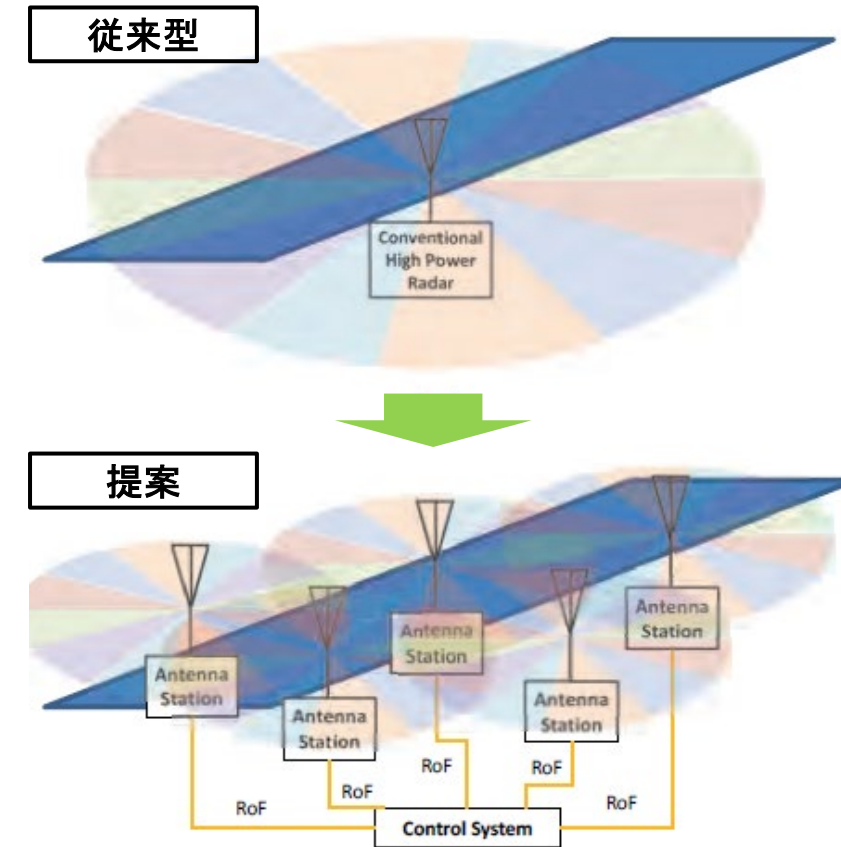 従来型
Conventional
High Power
Radar
提案
Antenna
Station
Antenna
Station
Antenna
Station
Antenna
Station
Antenna
Station
RoF
RoF
RoF
RoF
RoF
Control System